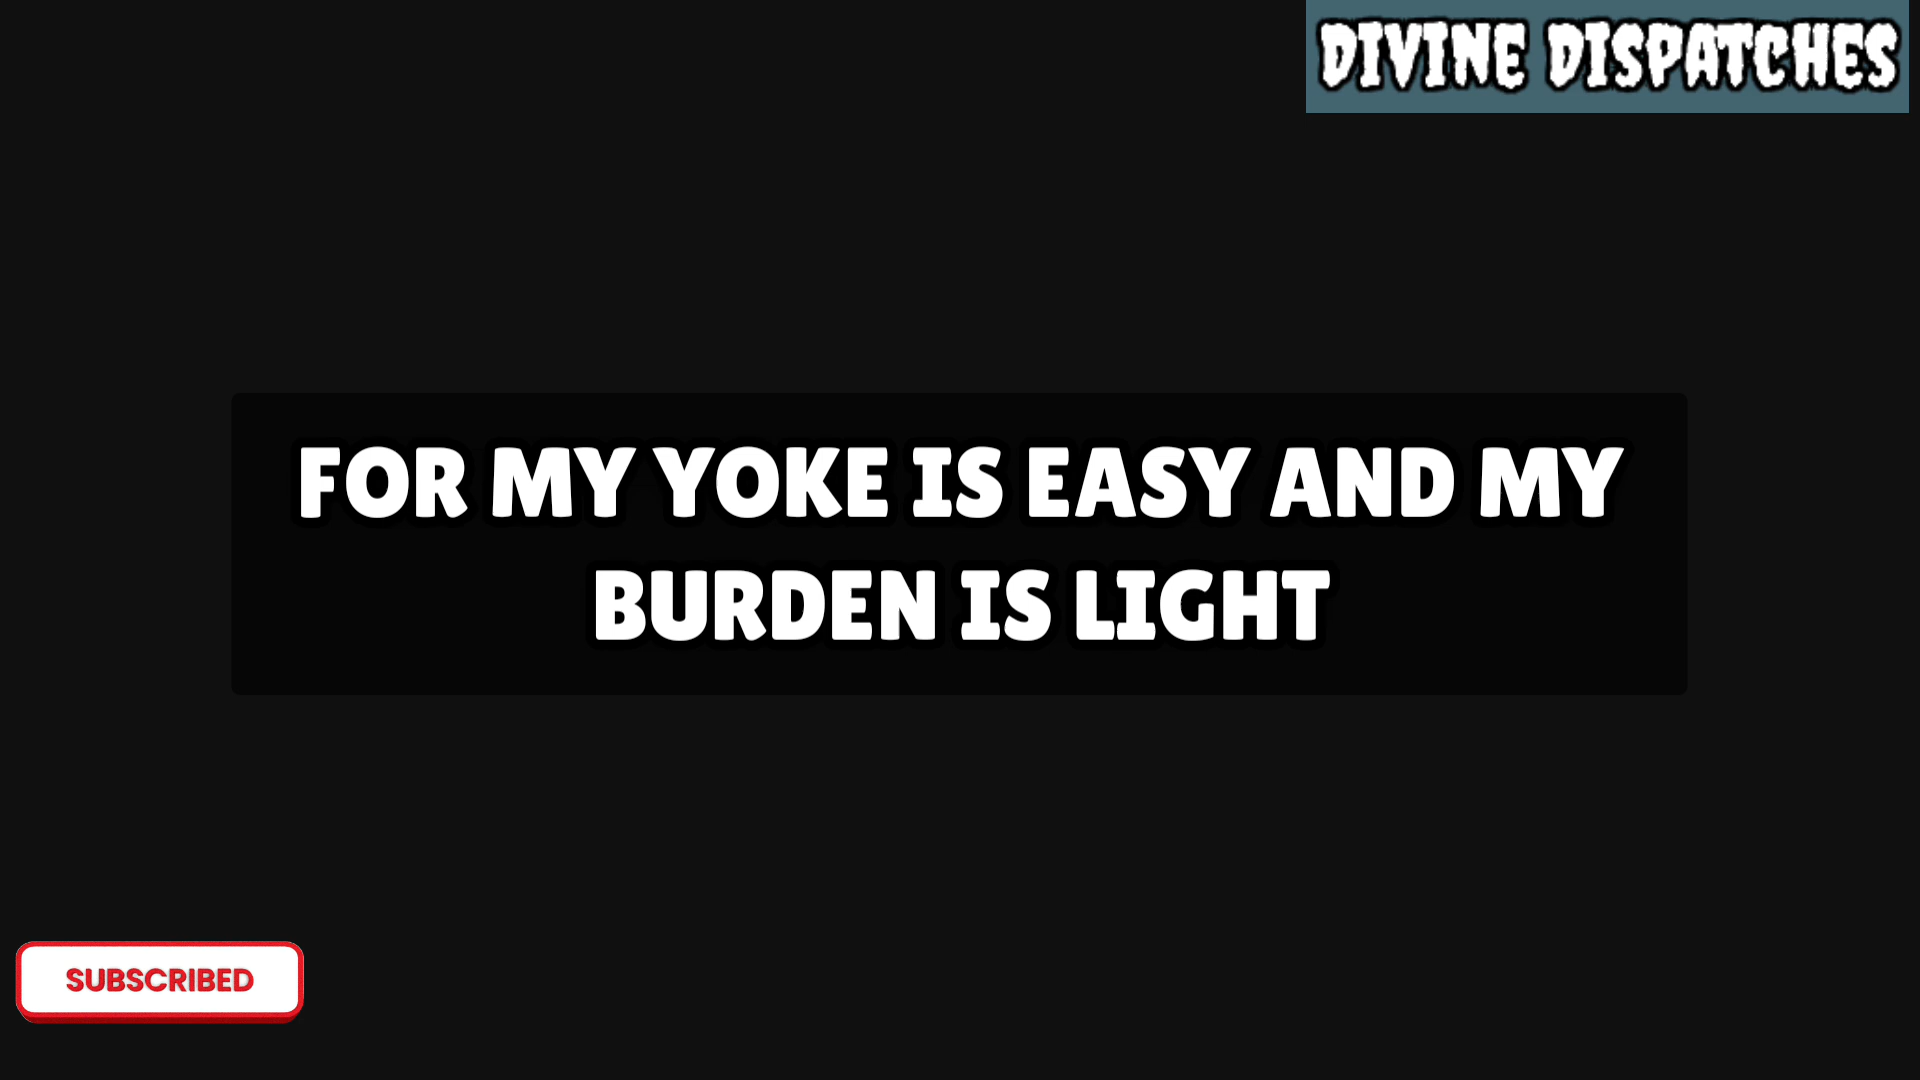 DIVINE DISPATCHES
FOR MY YOKE IS EASY AND MY
BURDEN IS LIGHT
SUBSCRIBED